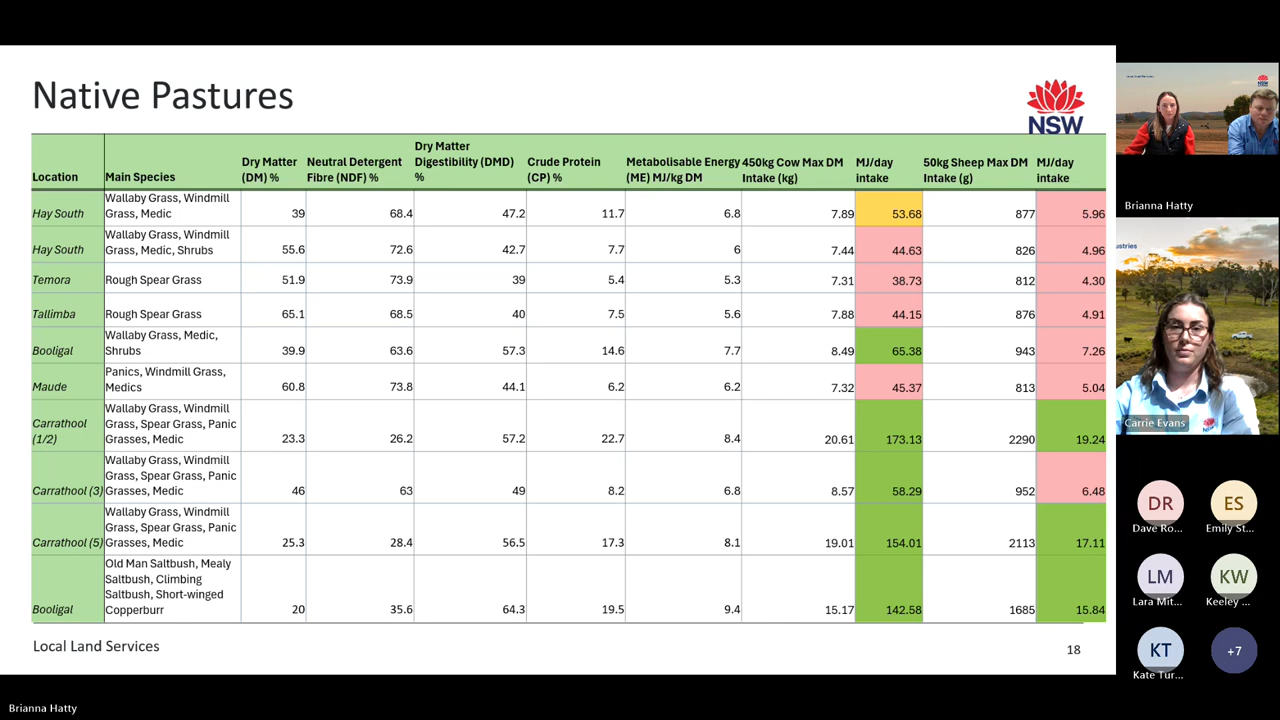 Native Pastures
NSW
Location Main Species Dry Matter (DM) % Neutral Detergent Fibre (NDF) % Dry Matter Digestibility (DMD) % Crude Protein (CP) % Metabolisable Energy (ME) MJ/kg DM 450kg Cow Max DM Intake (kg) MJ/day intake 50kg Sheep Max DM Intake (g) MJ/day intake
Hay South Wallaby Grass, Windmill Grass, Medic 39 68.4 47.2 11.7 6.8 7.89 53.68 877 5.96
Hay South Wallaby Grass, Windmill Grass, Medic, Shrubs 55.6 72.6 42.7 7.7 6 7.44 44.63 826 4.96
Temora Rough Spear Grass 51.9 73.9 39 5.4 5.3 7.31 38.73 812 4.30
Tallimba Rough Spear Grass 65.1 68.5 40 7.5 5.6 7.88 44.15 876 4.91
Booligal Wallaby Grass, Medic, Shrubs 39.9 63.6 57.3 14.6 7.7 8.49 65.38 943 7.26
Maude Panics, Windmill Grass, Medics 60.8 73.8 44.1 6.2 6.2 7.32 45.37 813 5.04
Carrathool (1/2) Wallaby Grass, Windmill Grass, Spear Grass, Panic Grasses, Medic 23.3 26.2 57.2 22.7 8.4 20.61 173.13 2290 19.24
Carrathool (3) Wallaby Grass, Windmill Grass, Spear Grass, Panic Grasses, Medic 46 63 49 8.2 6.8 8.57 58.29 952 6.48
Carrathool (5) Wallaby Grass, Windmill Grass, Spear Grass, Panic Grasses, Medic 25.3 28.4 56.5 17.3 8.1 19.01 154.01 2113 17.11
Booligal Old Man Saltbush, Mealy Saltbush, Climbing Saltbush, Short-winged Copperburr 20 35.6 64.3 19.5 9.4 15.17 142.58 1685 15.84
Local Land Services
18
Brianna Hatty
NSW
Brianna Hatty
ustries
Carrie Evans
DR
Dave Ro...
ES
Emily St...
LM
Lara Mit...
KW
Keeley ...
KT
Kate Tur...
+7